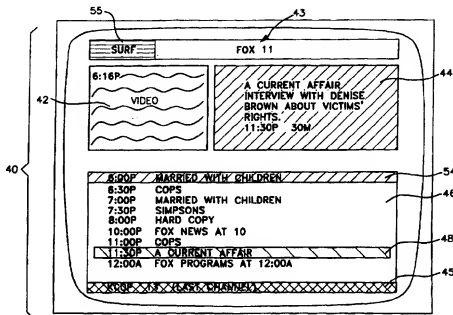 55
43
SURF
FOX 11
44
6:16P
42
VIDEO
A CURRENT AFFAIR
INTERVIEW WITH DENISE
BROWN ABOUT VICTIMS'
RIGHTS.
11:30P 30M
40
6:00P MARRIED WITH CHILDREN
54
6:30P COPS
46
7:00P MARRIED WITH CHILDREN
7:30P SIMPSONS
8:00P HARD COPY
10:00P FOX NEWS AT 10
11:00P COPS
48
11:30P A CURRENT AFFAIR
12:00A FOX PROGRAMS AT 12:00A
45
13 (LAST CHANNEL)